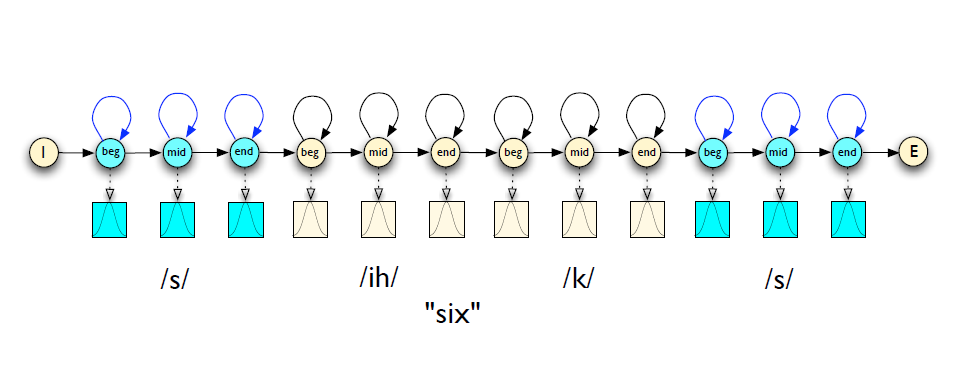 I beg mid end beg mid end beg mid end beg mid end E
/s/ /ih/ /k/ /s/
"six"